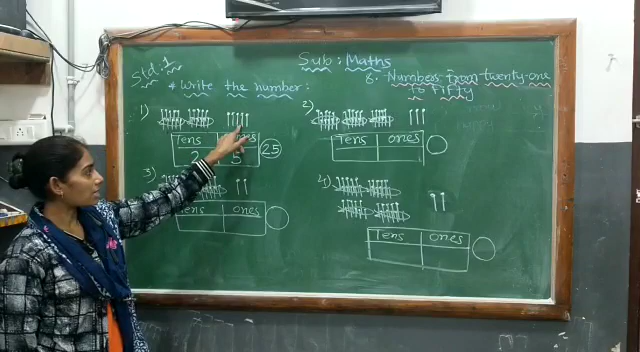 Sub : Maths
Std : 1
8. Numbers from twenty-one
to Fifty
* Write the number :
1)
Tens ones
2 5 25
2)
Tens ones
3)
Tens ones
4)
Tens ones